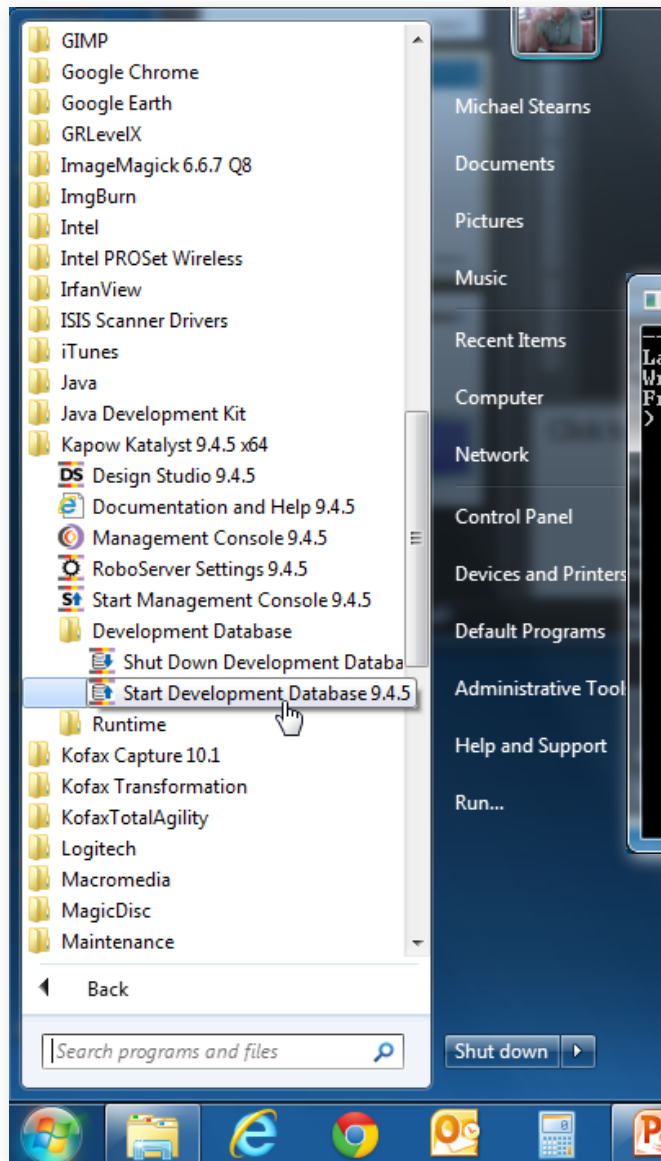 GIMP
Google Chrome
Google Earth
GRLevelX
ImageMagick 6.6.7 Q8
ImgBurn
Intel
Intel PROSet Wireless
IrfanView
ISIS Scanner Drivers
iTunes
Java
Java Development Kit
Kapow Katalyst 9.4.5 x64
DS Design Studio 9.4.5
Documentation and Help 9.4.5
Management Console 9.4.5
RoboServer Settings 9.4.5
Start Management Console 9.4.5
Development Database
Shut Down Development Databa
Start Development Database 9.4.5
Runtime
Kofax Capture 10.1
Kofax Transformation
KofaxTotalAgility
Logitech
Macromedia
MagicDisc
Maintenance
Back
Search programs and files
Michael Stearns
Documents
Pictures
Music
Recent Items
Computer
Network
Control Panel
Devices and Printers
Default Programs
Administrative Tool
Help and Support
Run...
Shut down
La
Wr
Fr
>